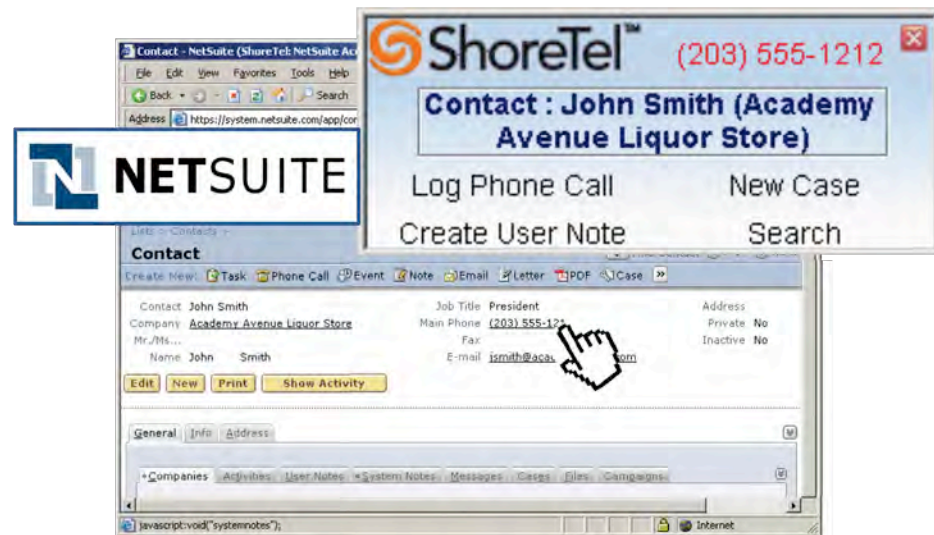 Contact - NetSuite (ShoreTel: NetSuite Acc
File Edit View Favorites Tools Help
Back Search
Address https://system.netsuite.com/app/cor
NETSUITE
ShoreTel™ (203) 555-1212
Contact : John Smith (Academy
Avenue Liquor Store)
Log Phone Call New Case
Create User Note Search
Lists > Contacts >
Contact
Create New: Task Phone Call Event Note Email Letter PDF Case »
Contact John Smith Job Title President Address
Company Academy Avenue Liquor Store Main Phone (203) 555-121 Private No
Mr./Ms... Fax Inactive No
Name John Smith E-mail jsmith@aca com
Edit New Print Show Activity
General Info Address
•Companies Activities User Notes •System Notes Messages Cases Files Campaigns
javascript:void("systemnotes"); Internet